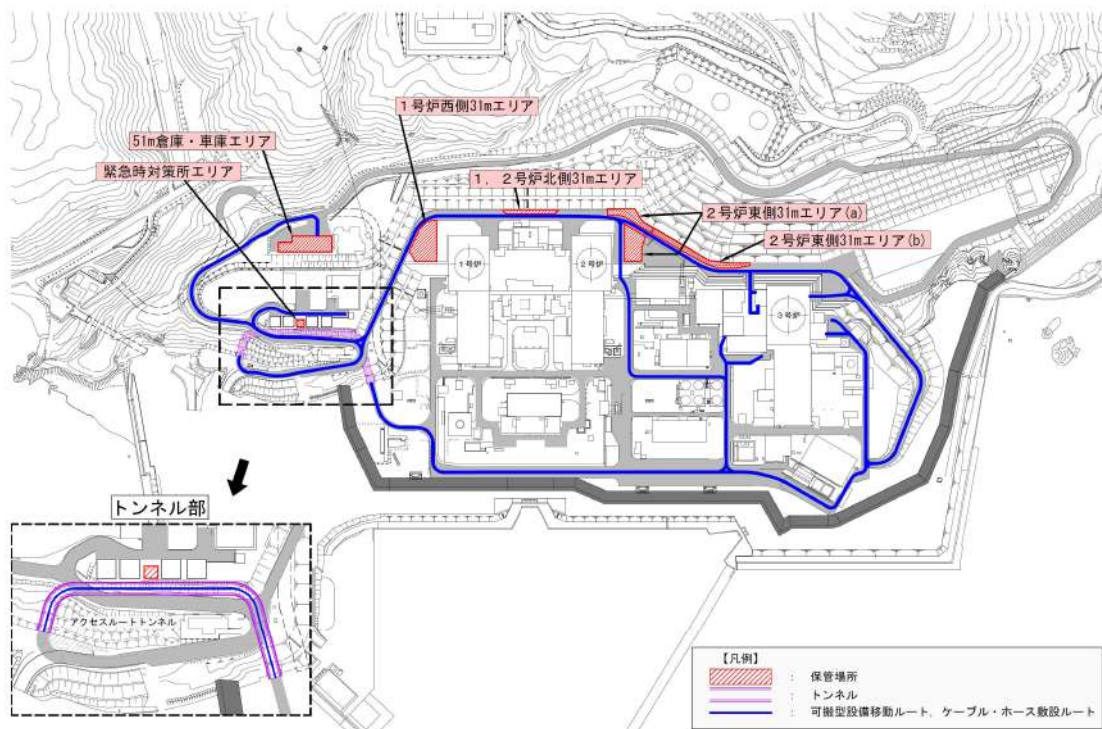 1号炉西側31mエリア
51m倉庫・車庫エリア
緊急時対策所エリア
1，2号炉北側31mエリア
2号炉東側31mエリア(a)
2号炉東側31mエリア(b)
1号炉
2号炉
3号炉
トンネル部
アクセスルートトンネル
【凡例】
： 保管場所
： トンネル
： 可搬型設備移動ルート，ケーブル・ホース敷設ルート